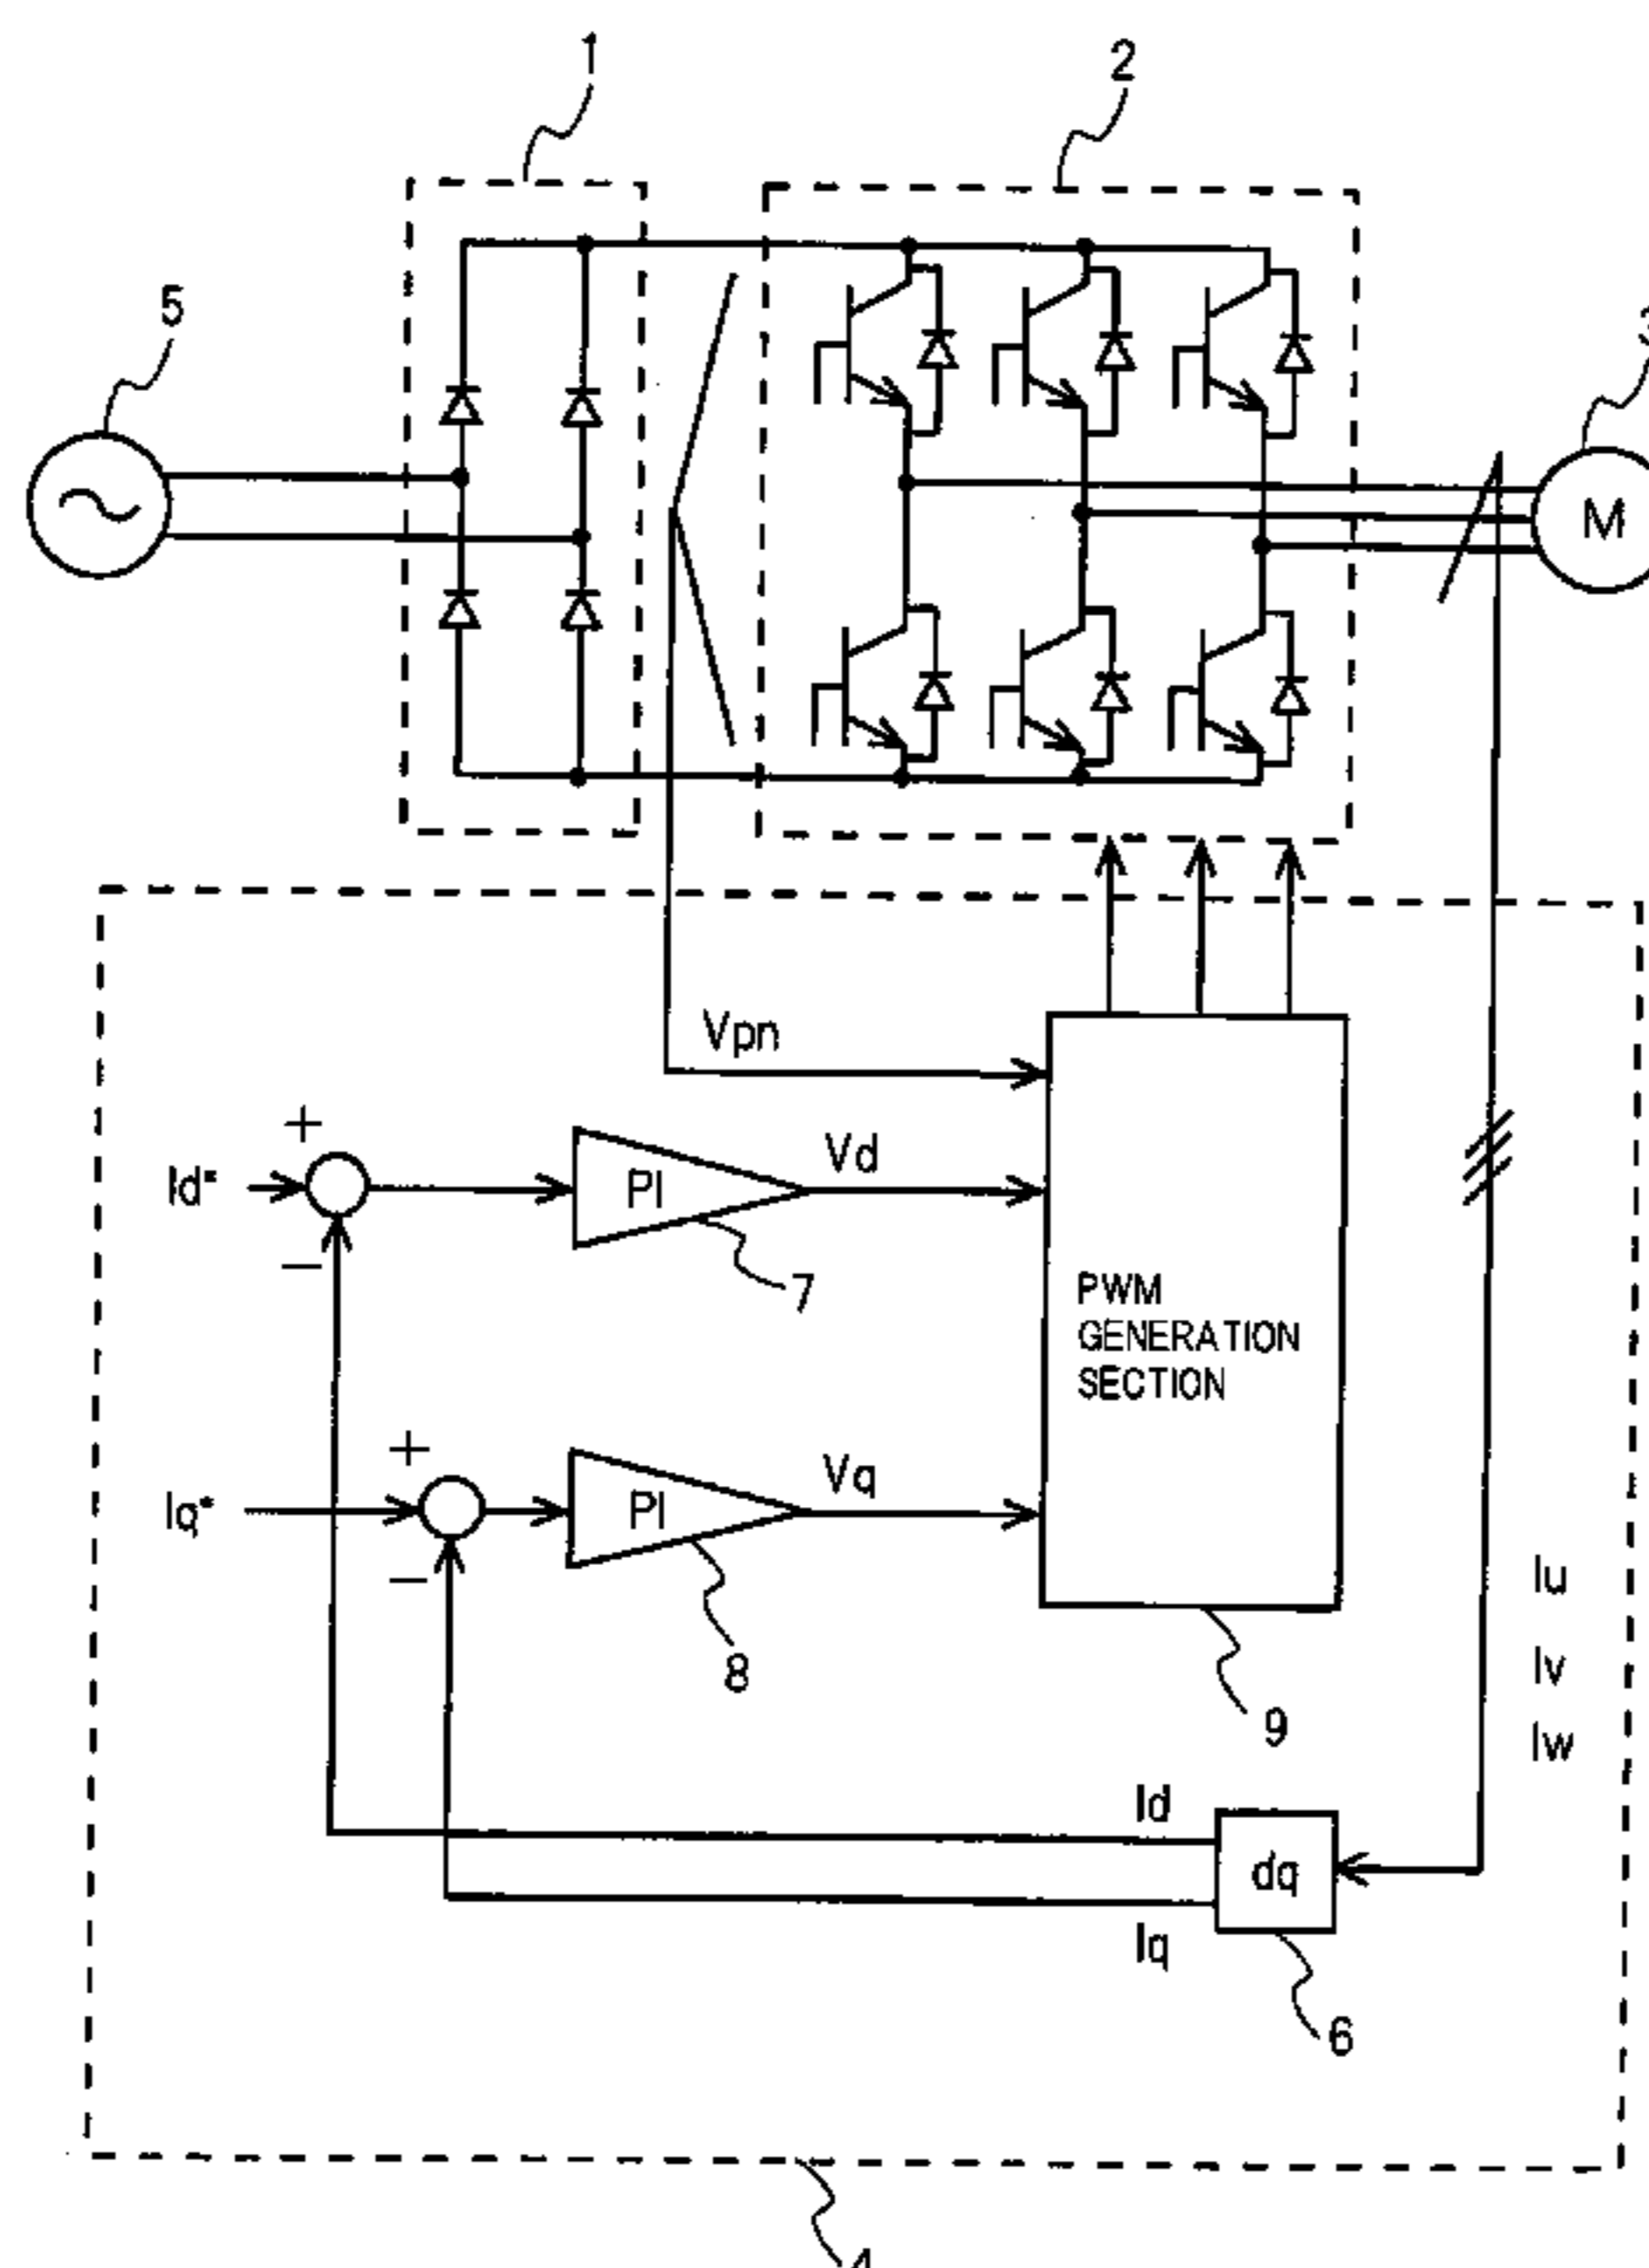 1
2
5
3
M
Vpn
+
Id*
PI
Vd
−
7
PWM
GENERATION
SECTION
+
Iq*
PI
Vq
−
8
9
Iu
Iv
Iw
Id
dq
Iq
6
4